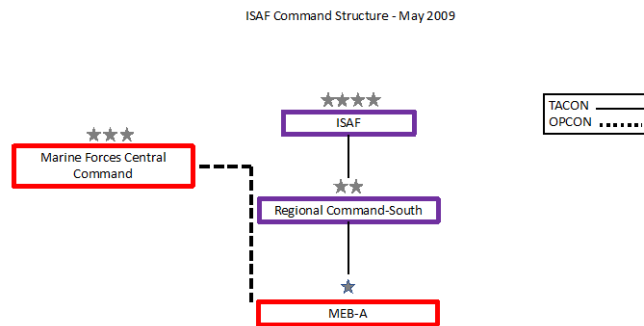 ISAF Command Structure - May 2009
TACON
OPCON
ISAF
Marine Forces Central
Command
Regional Command-South
MEB-A